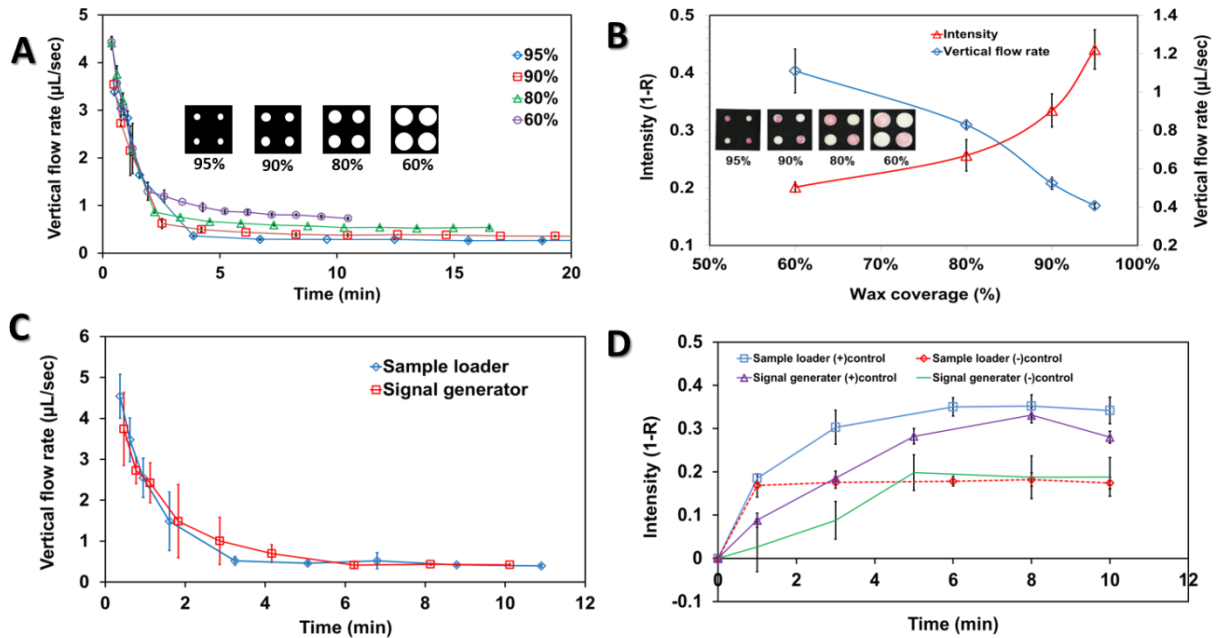 A
Vertical flow rate (µL/sec)
5
4
3
2
1
0
0 5 10 15 20
Time (min)
95%
90%
80%
60%
95% 90% 80% 60%
B
Intensity (1-R)
0.5
0.4
0.3
0.2
0.1
50% 60% 70% 80% 90% 100%
Wax coverage (%)
1.4
1.2
1
0.8
0.6
0.4
0.2
Vertical flow rate (µL/sec)
Intensity
Vertical flow rate
95% 90% 80% 60%
C
Vertical flow rate (µL/sec)
6
5
4
3
2
1
0
0 2 4 6 8 10 12
Time (min)
Sample loader
Signal generator
D
Intensity (1-R)
0.5
0.4
0.3
0.2
0.1
0
-0.1
0 2 4 6 8 10 12
Time (min)
Sample loader (+)control Sample loader (-)control
Signal generater (+)control Signal generater (-)control